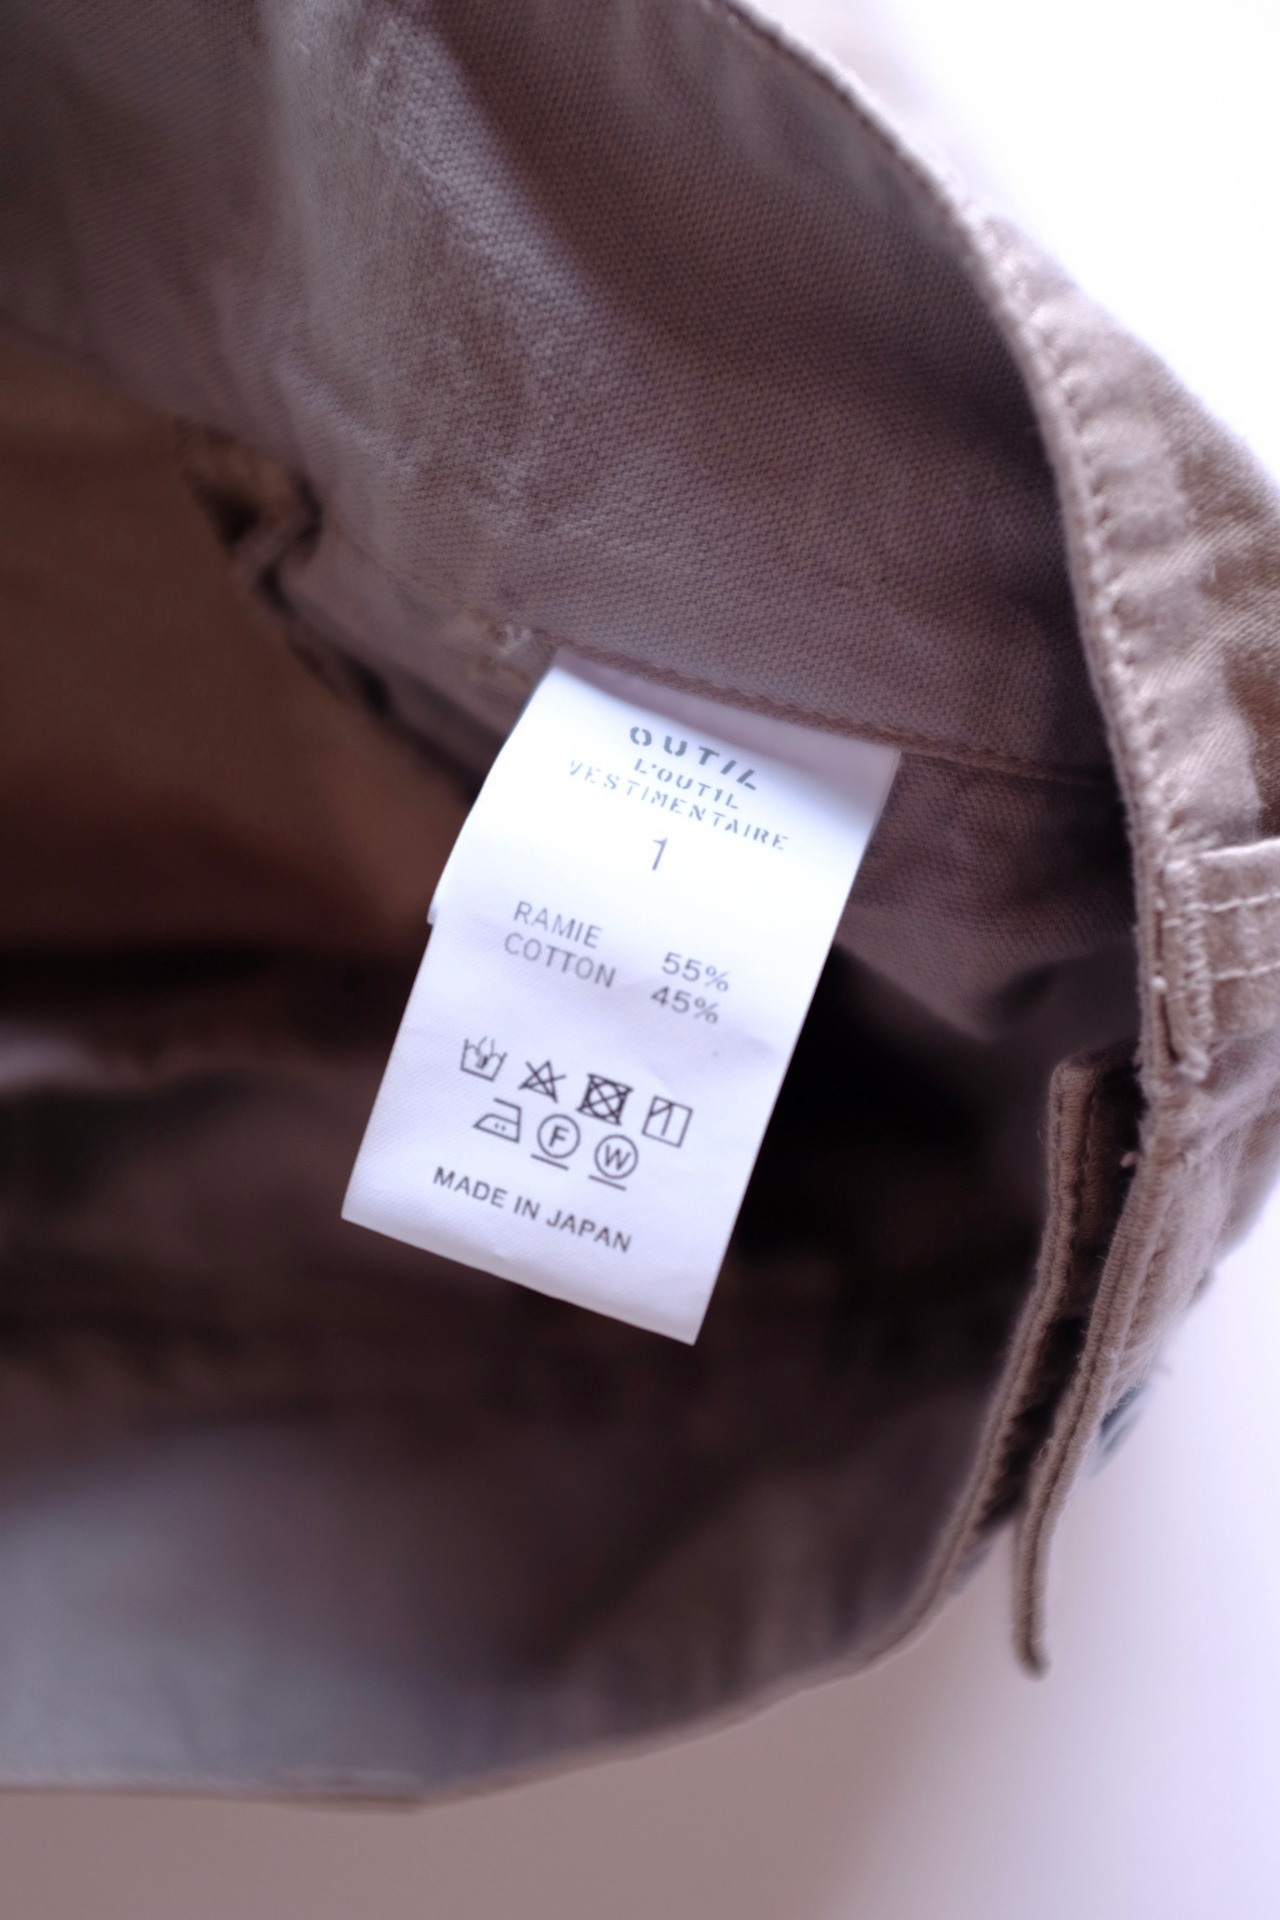 OUTIL
L'OUTIL
VESTIMENTAIRE
1
RAMIE 55%
COTTON 45%
F W
MADE IN JAPAN